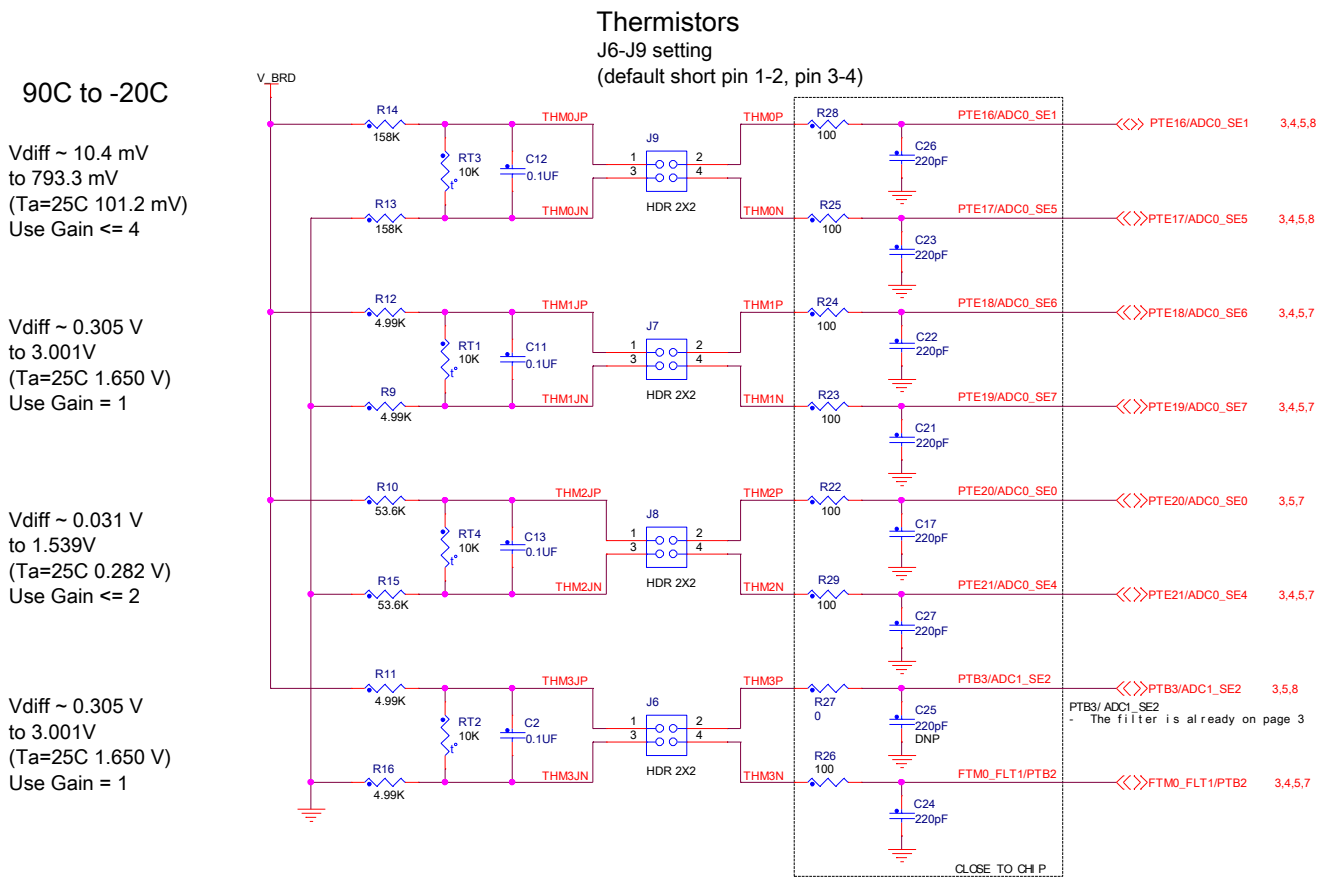 Thermistors
J6-J9 setting
(default short pin 1-2, pin 3-4)
90C to -20C
V_BRD
Vdiff ~ 10.4 mV
to 793.3 mV
(Ta=25C 101.2 mV)
Use Gain <= 4
R14
158K
RT3
10K
t°
C12
0.1UF
R13
158K
THM0JP
THM0JN
J9
1
2
3
4
HDR 2X2
THM0P
THM0N
R28
100
C26
220pF
R25
100
C23
220pF
PTE16/ADC0_SE1
PTE16/ADC0_SE1 3,4,5,8
PTE17/ADC0_SE5
PTE17/ADC0_SE5 3,4,5,8
Vdiff ~ 0.305 V
to 3.001V
(Ta=25C 1.650 V)
Use Gain = 1
R12
4.99K
RT1
10K
t°
C11
0.1UF
R9
4.99K
THM1JP
THM1JN
J7
1
2
3
4
HDR 2X2
THM1P
THM1N
R24
100
C22
220pF
R23
100
C21
220pF
PTE18/ADC0_SE6
PTE18/ADC0_SE6 3,4,5,7
PTE19/ADC0_SE7
PTE19/ADC0_SE7 3,4,5,7
Vdiff ~ 0.031 V
to 1.539V
(Ta=25C 0.282 V)
Use Gain <= 2
R10
53.6K
RT4
10K
t°
C13
0.1UF
R15
53.6K
THM2JP
THM2JN
J8
1
2
3
4
HDR 2X2
THM2P
THM2N
R22
100
C17
220pF
R29
100
C27
220pF
PTE20/ADC0_SE0
PTE20/ADC0_SE0 3,5,7
PTE21/ADC0_SE4
PTE21/ADC0_SE4 3,4,5,7
Vdiff ~ 0.305 V
to 3.001V
(Ta=25C 1.650 V)
Use Gain = 1
R11
4.99K
RT2
10K
t°
C2
0.1UF
R16
4.99K
THM3JP
THM3JN
J6
1
2
3
4
HDR 2X2
THM3P
THM3N
R27
0
C25
220pF
DNP
R26
100
C24
220pF
PTB3/ADC1_SE2
PTB3/ADC1_SE2 3,5,8
PTB3/ ADC1_SE2
- The filter is already on page 3
FTM0_FLT1/PTB2
FTM0_FLT1/PTB2 3,4,5,7
CLOSE TO CHIP